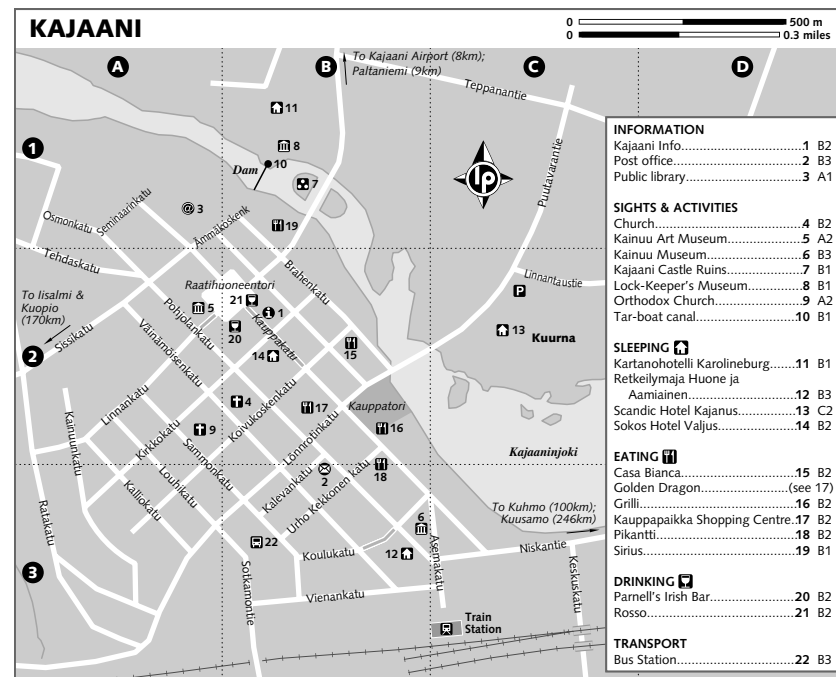 KAJAANI
0 500 m
0 0.3 miles
A
B
C
D
To Kajaani Airport (8km);
Paltaniemi (9km)
Teppanantie
11
1
8
Dam
10
7
Puutavarantie
@ 3
Seminaarinkatu
Osmonkatu
Ämmäkoskenk
19
Tehdaskatu
Brahenkatu
Linnantaustie
Raatihuoneentori
To Iisalmi &
Kuopio
(170km)
21
5
1
P
Pohjolankatu
Kauppakatu
20
13
Kuurna
Sissikatu
Väinämöisenkatu
15
2
14
Linnankatu
4
Koivukoskenkatu
17
Kauppatori
Kainuunkatu
Kirkkokatu
9
Lönnrotinkatu
16
Kajaaninjoki
Sammonkatu
Louhikatu
Kalliokatu
Kalevankatu
2
Urho Kekkonen katu
18
To Kuhmo (100km);
Kuusamo (246km)
Ratakatu
6
22
Koulukatu
12
Asemakatu
Niskantie
3
Sotkamontie
Vienankatu
Keskuskatu
Train
Station
lp
INFORMATION
Kajaani Info...........................1 B2
Post office.............................2 B3
Public library.........................3 A1
SIGHTS & ACTIVITIES
Church..................................4 B2
Kainuu Art Museum...............5 A2
Kainuu Museum....................6 B3
Kajaani Castle Ruins...............7 B1
Lock-Keeper's Museum..........8 B1
Orthodox Church...................9 A2
Tar-boat canal......................10 B1
SLEEPING
Kartanohotelli Karolineburg....11 B1
Retkeilymaja Huone ja
Aamiainen........................12 B3
Scandic Hotel Kajanus...........13 C2
Sokos Hotel Valjus................14 B2
EATING
Casa Bianca.........................15 B2
Golden Dragon....................(see 17)
Grilli...................................16 B2
Kauppapaikka Shopping Centre.17 B2
Pikantti...............................18 B2
Sirius..................................19 B1
DRINKING
Parnell's Irish Bar..................20 B2
Rosso..................................21 B2
TRANSPORT
Bus Station..........................22 B3